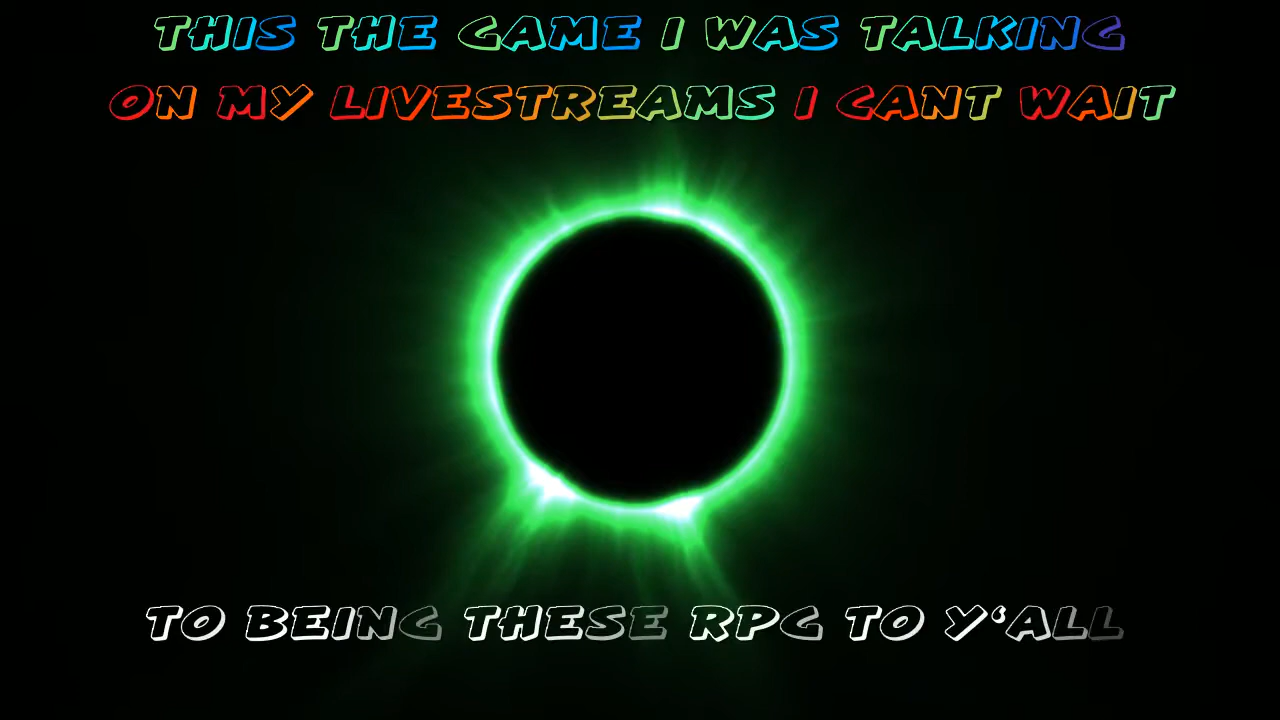 THIS THE GAME I WAS TALKING
ON MY LIVESTREAMS I CANT WAIT
TO BEING THESE RPG TO Y'ALL